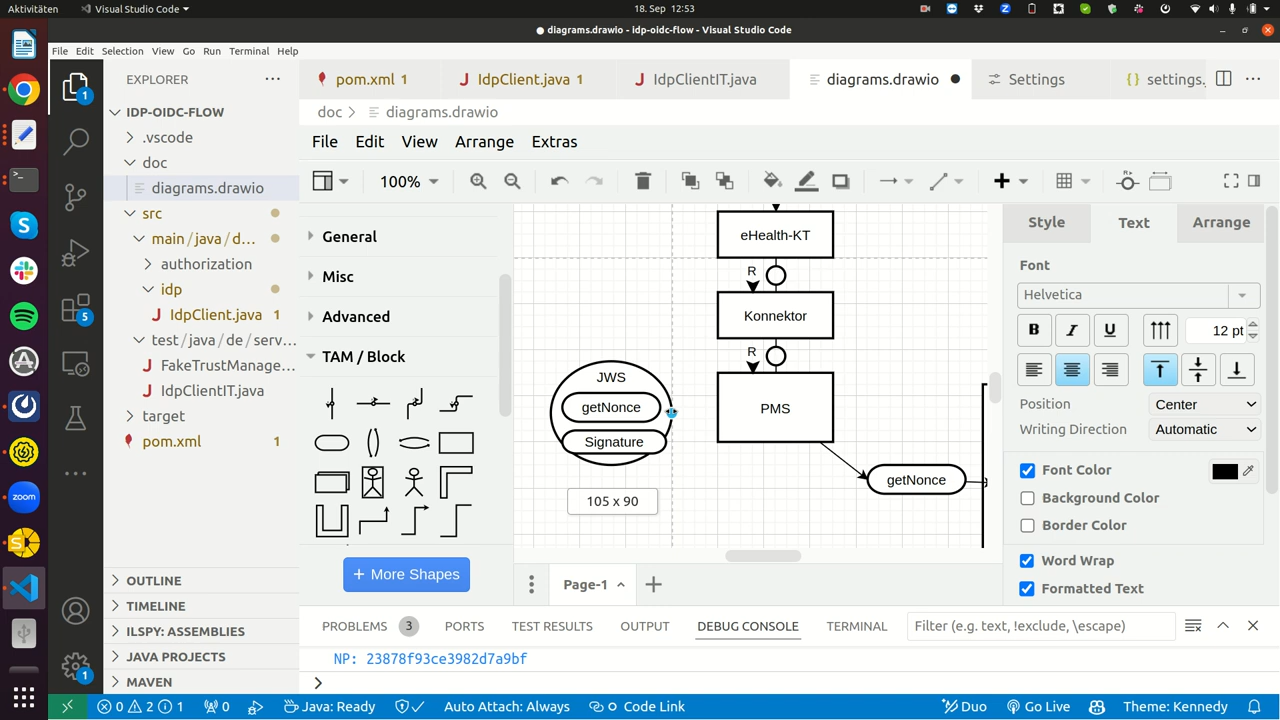 Aktivitäten
Visual Studio Code
18. Sep 12:53
diagrams.drawio - idp-oidc-flow - Visual Studio Code
File Edit Selection View Go Run Terminal Help
EXPLORER
IDP-OIDC-FLOW
.vscode
doc
diagrams.drawio
src
main/java/d...
authorization
idp
IdpClient.java 1
test/java/de/serv...
FakeTrustManage...
IdpClientIT.java
target
pom.xml 1
OUTLINE
TIMELINE
ILSPY: ASSEMBLIES
JAVA PROJECTS
MAVEN
1
5
1
pom.xml 1
IdpClient.java 1
IdpClientIT.java
diagrams.drawio
Settings
settings.
doc
diagrams.drawio
File Edit View Arrange Extras
100%
General
Misc
Advanced
TAM / Block
+ More Shapes
eHealth-KT
R
Konnektor
R
PMS
JWS
getNonce
Signature
105 x 90
getNonce
Page-1
Style
Text
Arrange
Font
Helvetica
B I U
12 pt
Position
Center
Writing Direction
Automatic
Font Color
Background Color
Border Color
Word Wrap
Formatted Text
PROBLEMS 3
PORTS
TEST RESULTS
OUTPUT
DEBUG CONSOLE
TERMINAL
Filter (e.g. text, !exclude, \escape)
NP: 23878f93ce3982d7a9bf
0 2 1
0
Java: Ready
Auto Attach: Always
Code Link
Duo
Go Live
Theme: Kennedy